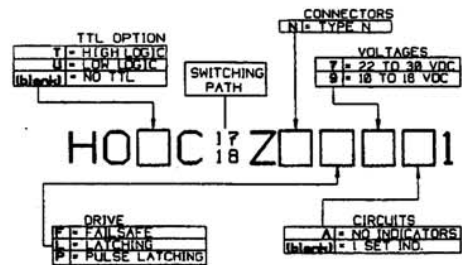 CONNECTORS
N = TYPE N
TTL OPTION
T = HIGH LOGIC
U = LOW LOGIC
(blank) = NO TTL
SWITCHING
PATH
VOLTAGES
7 = 22 TO 30 VDC
9 = 10 TO 18 VDC
HO□C 17 Z□□□□1
18
DRIVE
F = FAILSAFE
L = LATCHING
P = PULSE LATCHING
CIRCUITS
A = NO INDICATORS
(blank) = 1 SET IND.